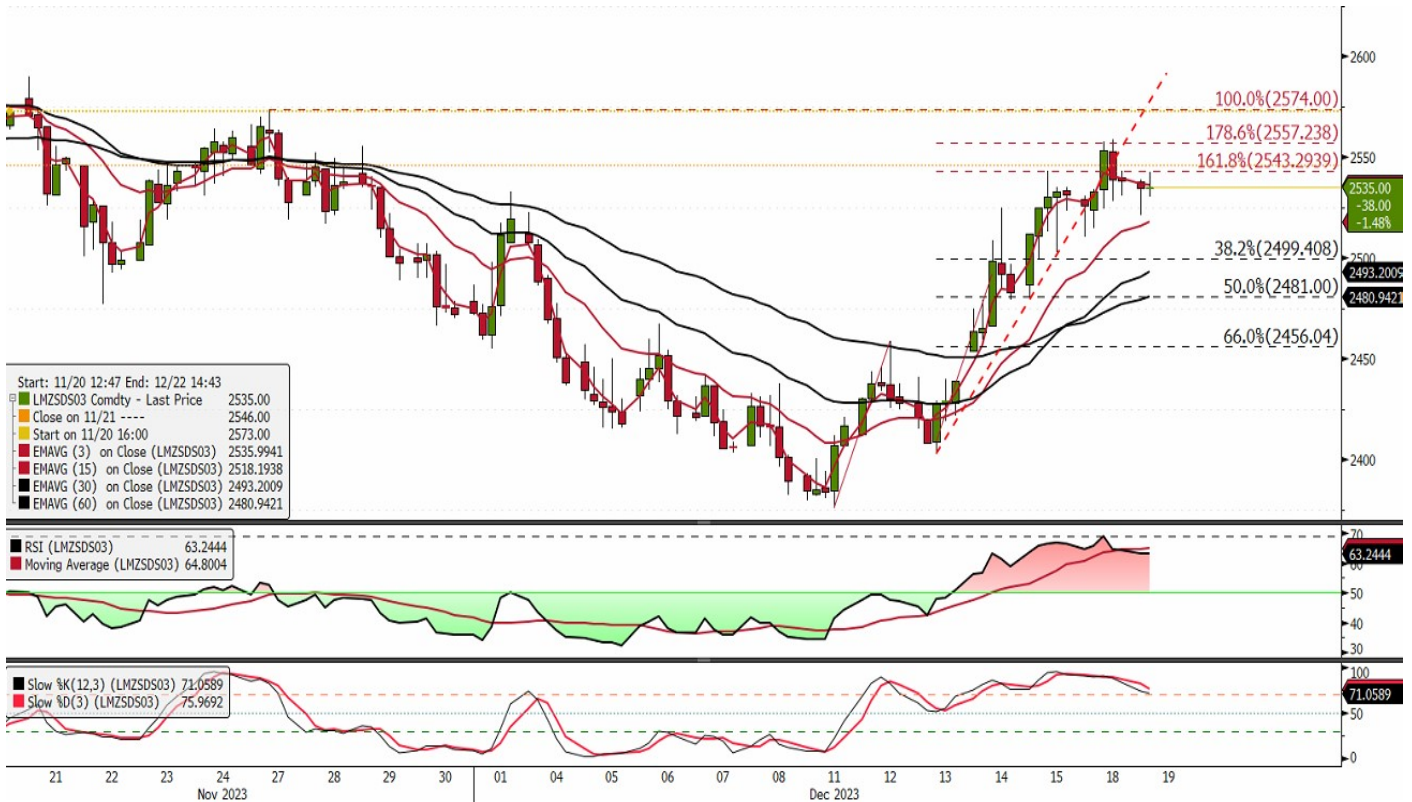 2600
100.0%(2574.00)
178.6%(2557.238)
2550
161.8%(2543.2939)
2535.00
-38.00
-1.48%
38.2%(2499.408)
2500
2493.2009
50.0%(2481.00)
2480.9421
66.0%(2456.04)
2450
2400
Start: 11/20 12:47 End: 12/22 14:43
LMZSDS03 Comdty - Last Price 2535.00
Close on 11/21 ---- 2546.00
Start on 11/20 16:00 2573.00
EMAVG (3) on Close (LMZSDS03) 2535.9941
EMAVG (15) on Close (LMZSDS03) 2518.1938
EMAVG (30) on Close (LMZSDS03) 2493.2009
EMAVG (60) on Close (LMZSDS03) 2480.9421
RSI (LMZSDS03) 63.2444
Moving Average (LMZSDS03) 64.8004
70
63.2444
60
50
40
30
Slow %K(12,3) (LMZSDS03) 71.0589
Slow %D(3) (LMZSDS03) 75.9692
100
71.0589
50
0
21 22 23 24 27 28 29 30 01 04 05 06 07 08 11 12 13 14 15 18 19
Nov 2023 Dec 2023